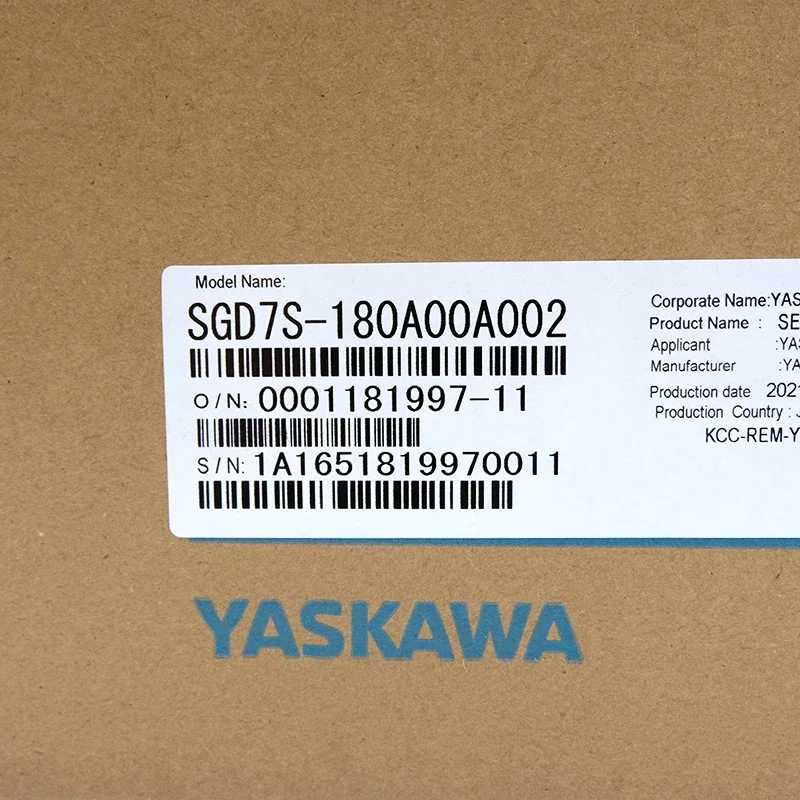 Model Name:
SGD7S-180A00A002
O/N: 0001181997-11
S/N: 1A1651819970011
Corporate Name:YAS
Product Name : SE
Applicant :YAS
Manufacturer :YA
Production date 2021
Production Country : J
KCC-REM-Y
YASKAWA